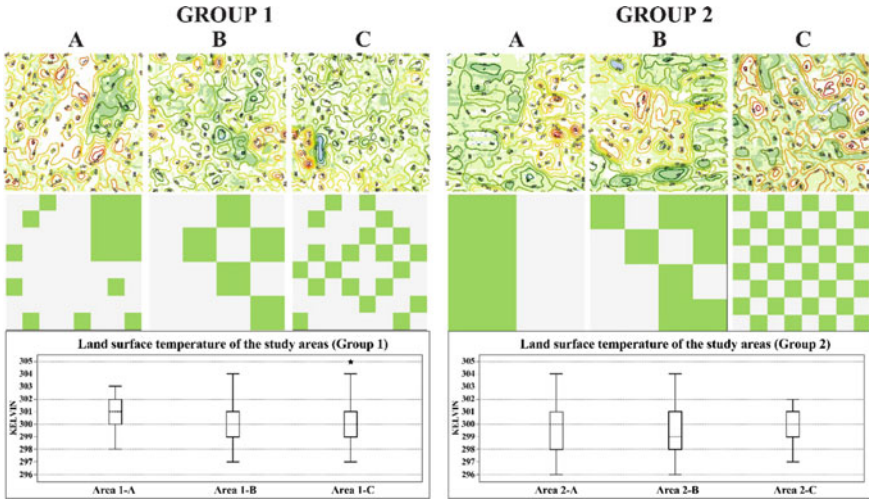 GROUP 1
GROUP 2
A B C
A B C
Land surface temperature of the study areas (Group 1)
305
304
303
302
301
300
299
298
297
296
KELVIN
Area 1-A Area 1-B Area 1-C
Land surface temperature of the study areas (Group 2)
305
304
303
302
301
300
299
298
297
296
KELVIN
Area 2-A Area 2-B Area 2-C